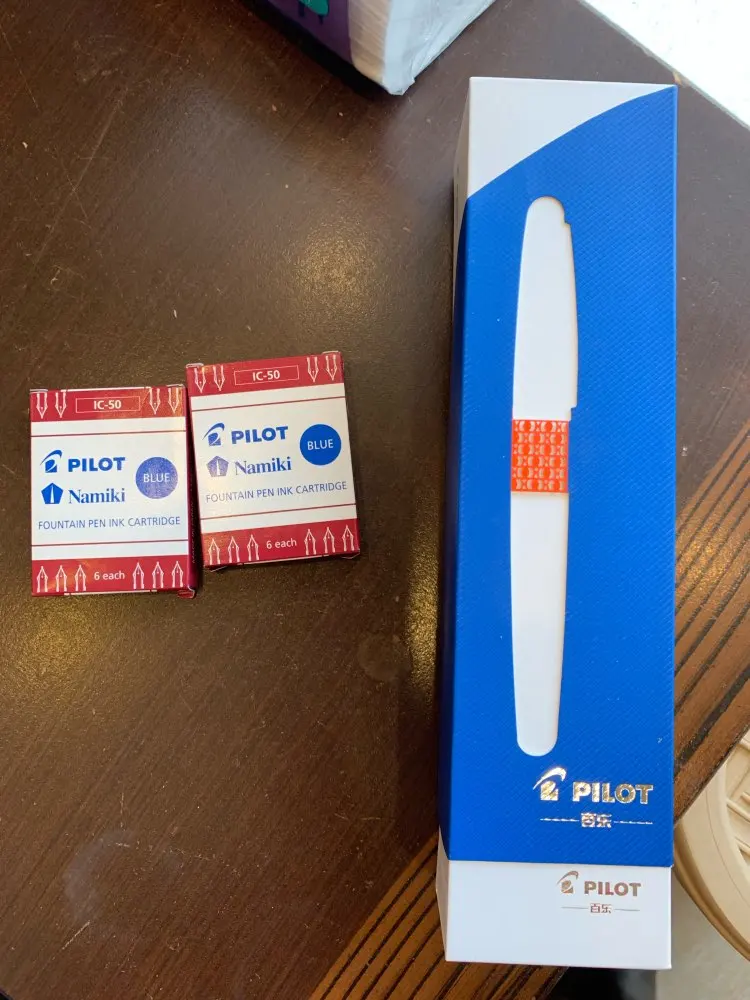 IC-50
PILOT
Namiki
BLUE
FOUNTAIN PEN INK CARTRIDGE
6 each
IC-50
PILOT
Namiki
BLUE
FOUNTAIN PEN INK CARTRIDGE
6 each
PILOT
百乐
PILOT
百乐